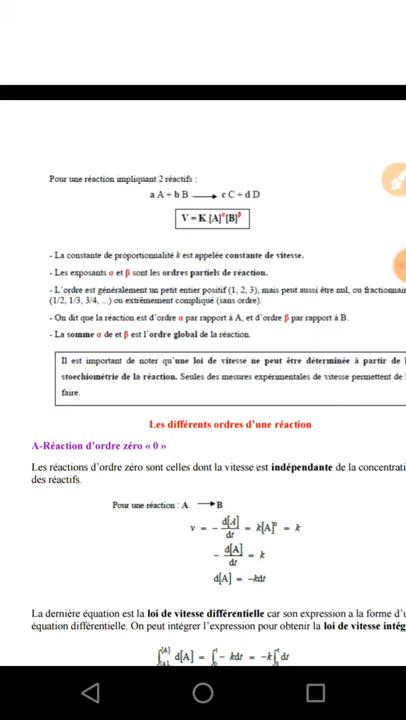 Pour une réaction impliquant 2 réactifs :
a A + b B ⟶ c C + d D
V = K [A]^α[B]^β
- La constante de proportionnalité k est appelée constante de vitesse.
- Les exposants α et β sont les ordres partiels de réaction.
- L'ordre est généralement un petit entier positif (1, 2, 3), mais peut aussi être nul, ou fractionnair
(1/2, 1/3, 3/4, ...) ou extrêmement compliqué (sans ordre).
- On dit que la réaction est d'ordre α par rapport à A, et d'ordre β par rapport à B.
- La somme α de et β est l'ordre global de la réaction.
Il est important de noter qu'une loi de vitesse ne peut être déterminée à partir de l
stoechiométrie de la réaction. Seules des mesures expérimentales de vitesse permettent de
faire.
Les différents ordres d'une réaction
A-Réaction d'ordre zéro « 0 »
Les réactions d'ordre zéro sont celles dont la vitesse est indépendante de la concentrati
des réactifs.
Pour une réaction : A ⟶ B
v = - d[A]/dt = k[A]^0 = k
- d[A]/dt = k
d[A] = -kdt
La dernière équation est la loi de vitesse différentielle car son expression a la forme d'u
équation différentielle. On peut intégrer l'expression pour obtenir la loi de vitesse intég
∫ [A] d[A] = ∫ t - kdt = -k ∫ t dt